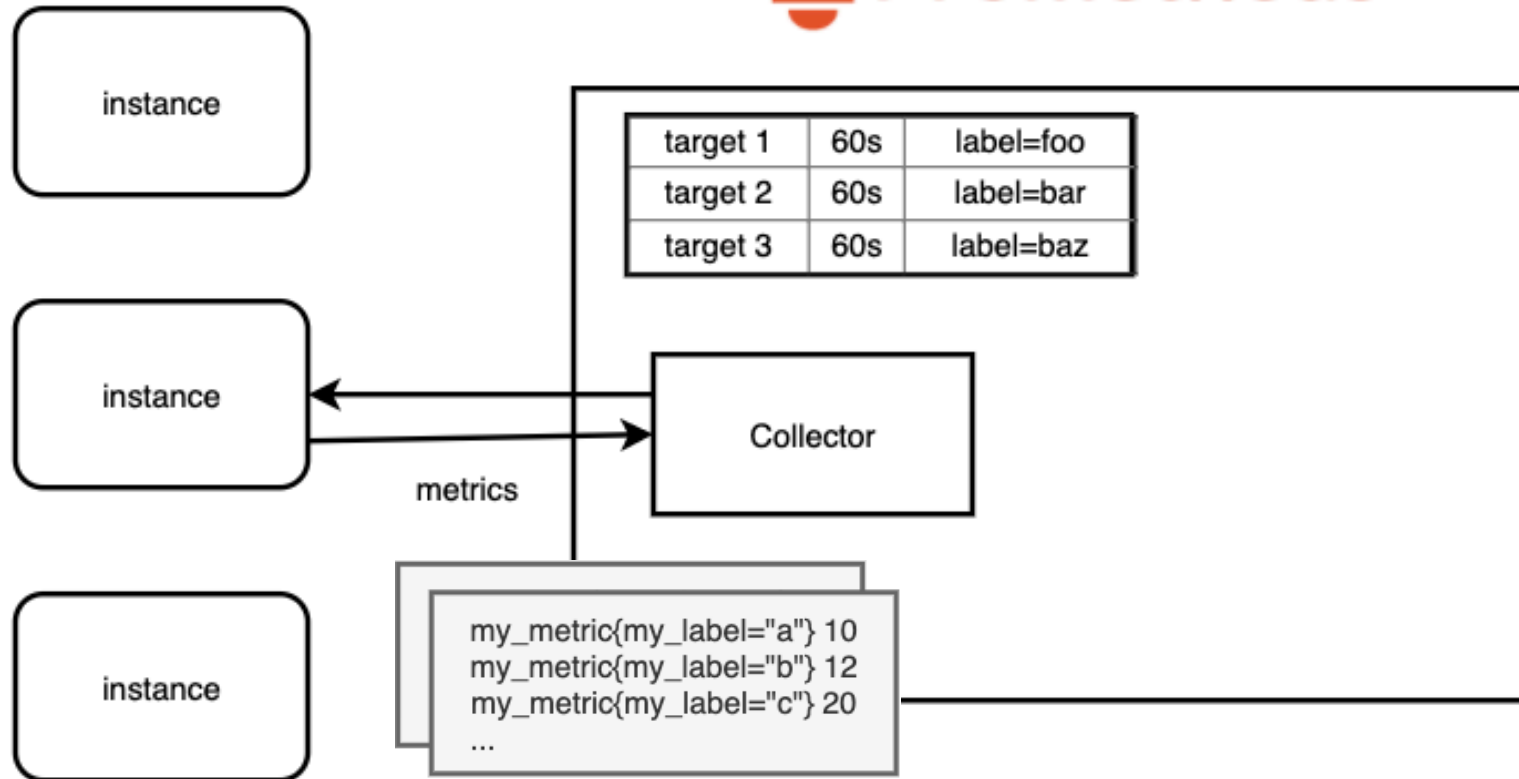 instance
target 1 60s label=foo
target 2 60s label=bar
target 3 60s label=baz
instance
Collector
metrics
instance
my_metric{my_label="a"} 10
my_metric{my_label="b"} 12
my_metric{my_label="c"} 20
...